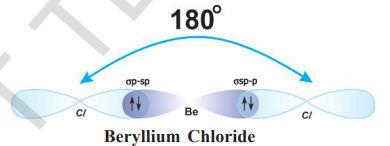 180°
σp-sp σsp-p
Cl Be Cl
Beryllium Chloride